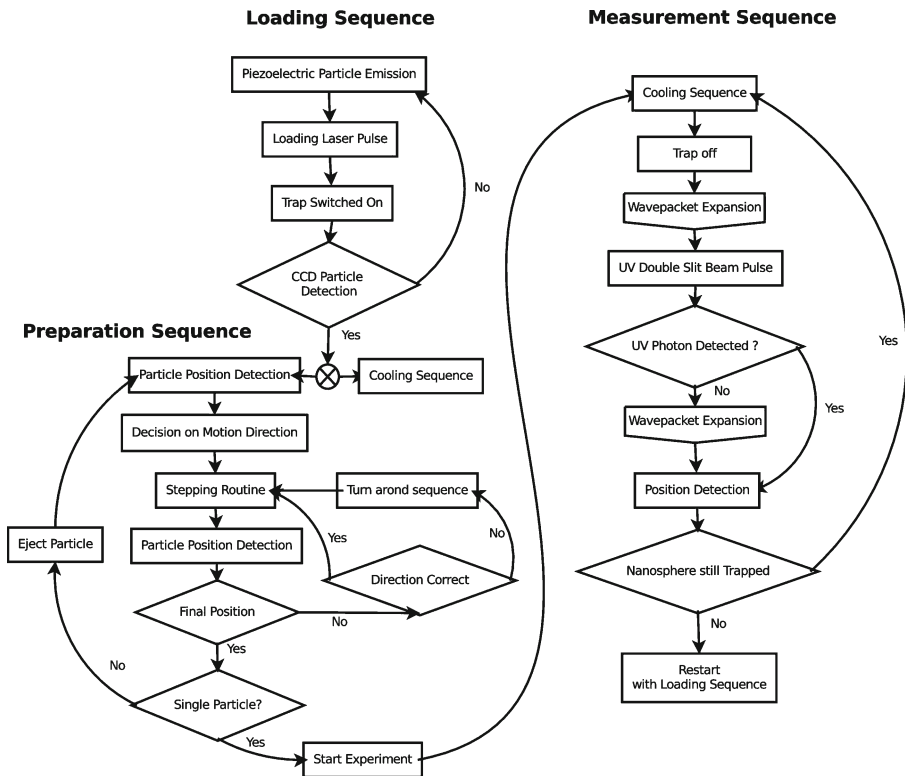 Loading Sequence
Piezoelectric Particle Emission
Loading Laser Pulse
Trap Switched On
No
CCD Particle
Detection
Yes
Preparation Sequence
Particle Position Detection
Cooling Sequence
Decision on Motion Direction
Stepping Routine
Turn arond sequence
Eject Particle
Particle Position Detection
Yes
No
Direction Correct
Final Position
No
Yes
No
Single Particle?
Yes
Start Experiment
Measurement Sequence
Cooling Sequence
Trap off
Wavepacket Expansion
UV Double Slit Beam Pulse
Yes
UV Photon Detected ?
No
Yes
Wavepacket Expansion
Position Detection
Nanosphere still Trapped
No
Restart
with Loading Sequence